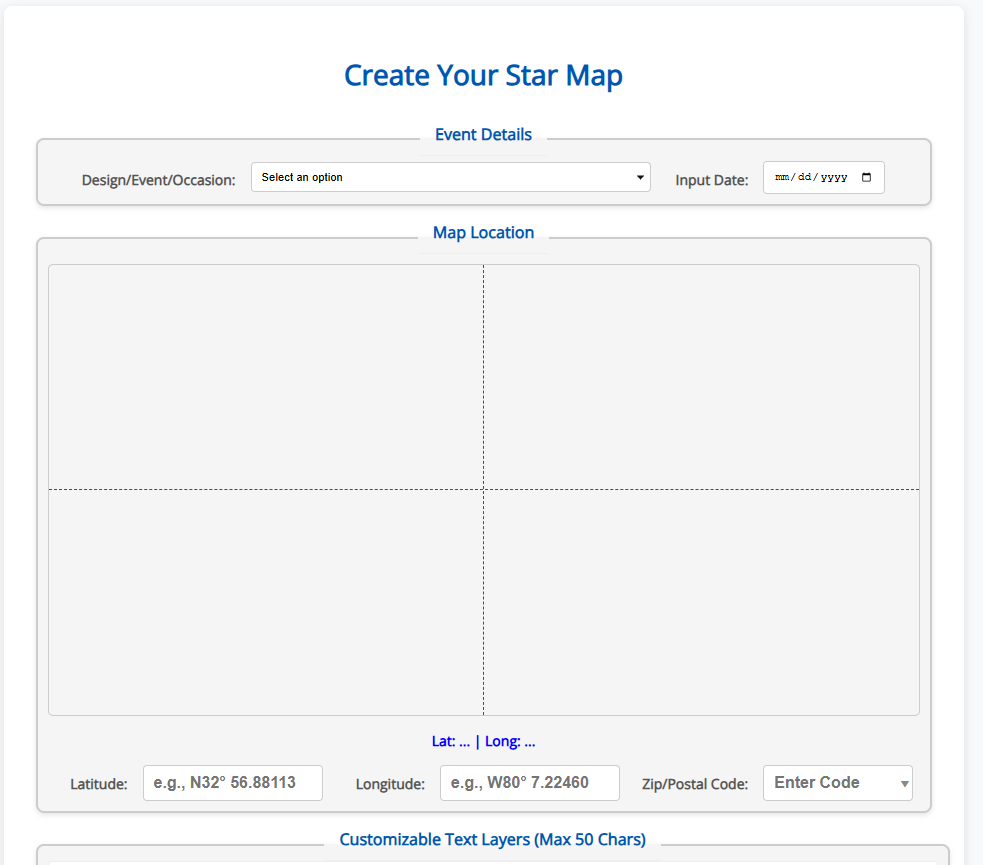 Create Your Star Map
Event Details
Design/Event/Occasion: Select an option Input Date: mm/dd/yyyy
Map Location
Lat: ... | Long: ...
Latitude: e.g., N32° 56.88113 Longitude: e.g., W80° 7.22460 Zip/Postal Code: Enter Code
Customizable Text Layers (Max 50 Chars)